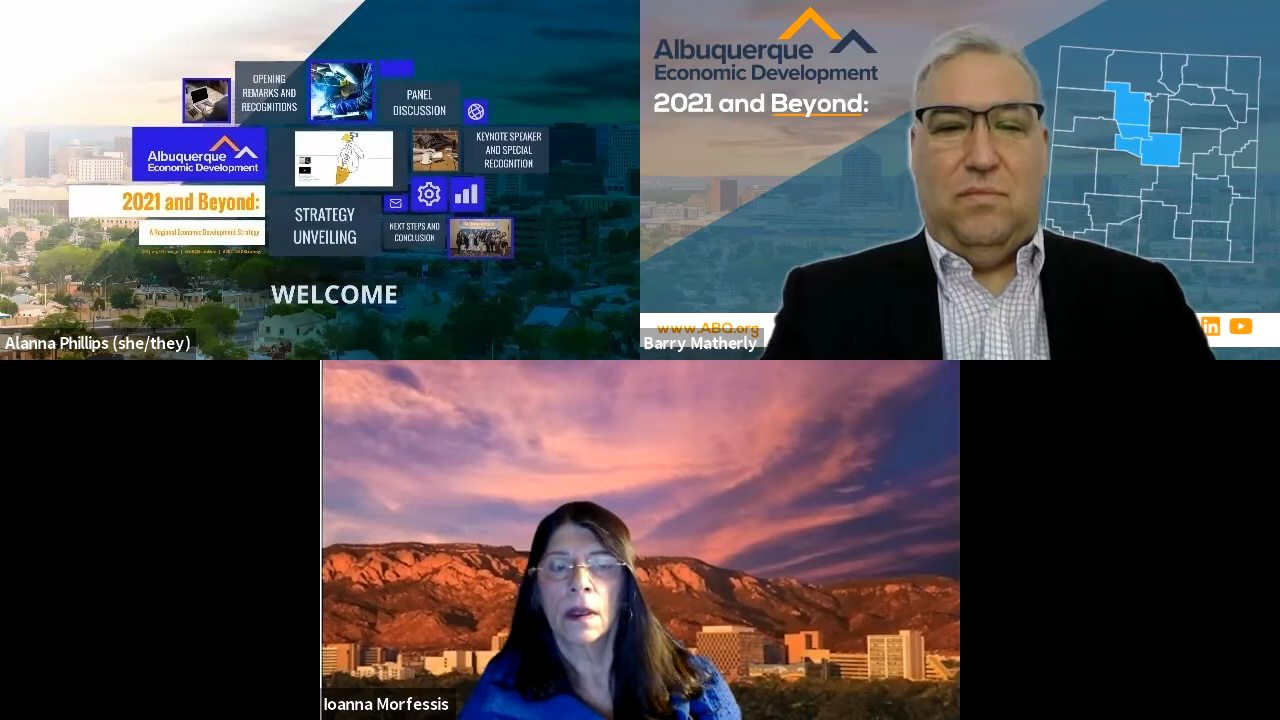 OPENING
REMARKS AND
RECOGNITIONS
PANEL
DISCUSSION
KEYNOTE SPEAKER
AND SPECIAL
RECOGNITION
Albuquerque
Economic Development
2021 and Beyond:
A Regional Economic Development Strategy
STRATEGY
UNVEILING
NEXT STEPS AND
CONCLUSION
WELCOME
Alanna Phillips (she/they)
Albuquerque
Economic Development
2021 and Beyond:
www.ABQ.org
in
Barry Matherly
Ioanna Morfessis